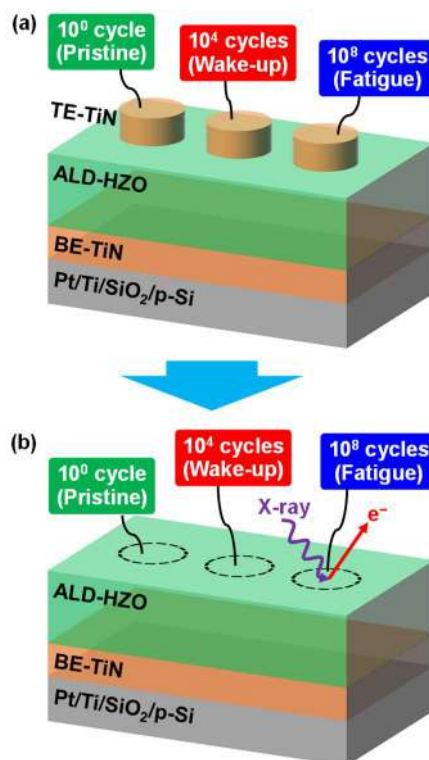 (a)
10⁰ cycle
(Pristine)
10⁴ cycles
(Wake-up)
10⁸ cycles
(Fatigue)
TE-TiN
ALD-HZO
BE-TiN
Pt/Ti/SiO₂/p-Si
(b)
10⁰ cycle
(Pristine)
10⁴ cycles
(Wake-up)
10⁸ cycles
(Fatigue)
X-ray
e⁻
ALD-HZO
BE-TiN
Pt/Ti/SiO₂/p-Si